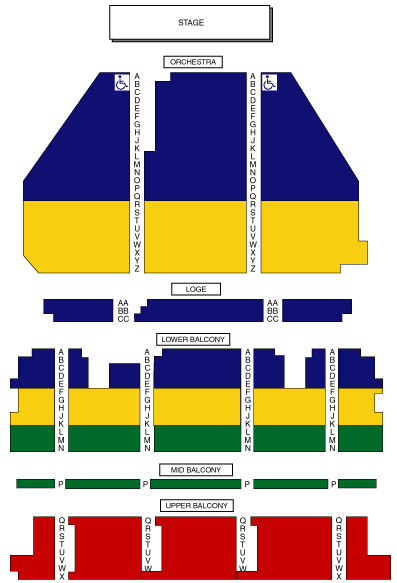 STAGE
ORCHESTRA
A A
B B
C C
D D
E E
F F
G G
H H
J J
K K
L L
M M
N N
O O
P P
Q Q
R R
S S
T T
U U
V V
W W
X X
Y Y
Z Z
LOGE
AA AA
BB BB
CC CC
LOWER BALCONY
A A A A
B B B B
C C C C
D D D D
E E E E
F F F F
G G G G
H H H H
J J J J
K K K K
L L L L
M M M M
N N N N
MID BALCONY
P P P P
UPPER BALCONY
Q Q Q Q
R R R R
S S S S
T T T T
U U U U
V V V V
W W W W
X X